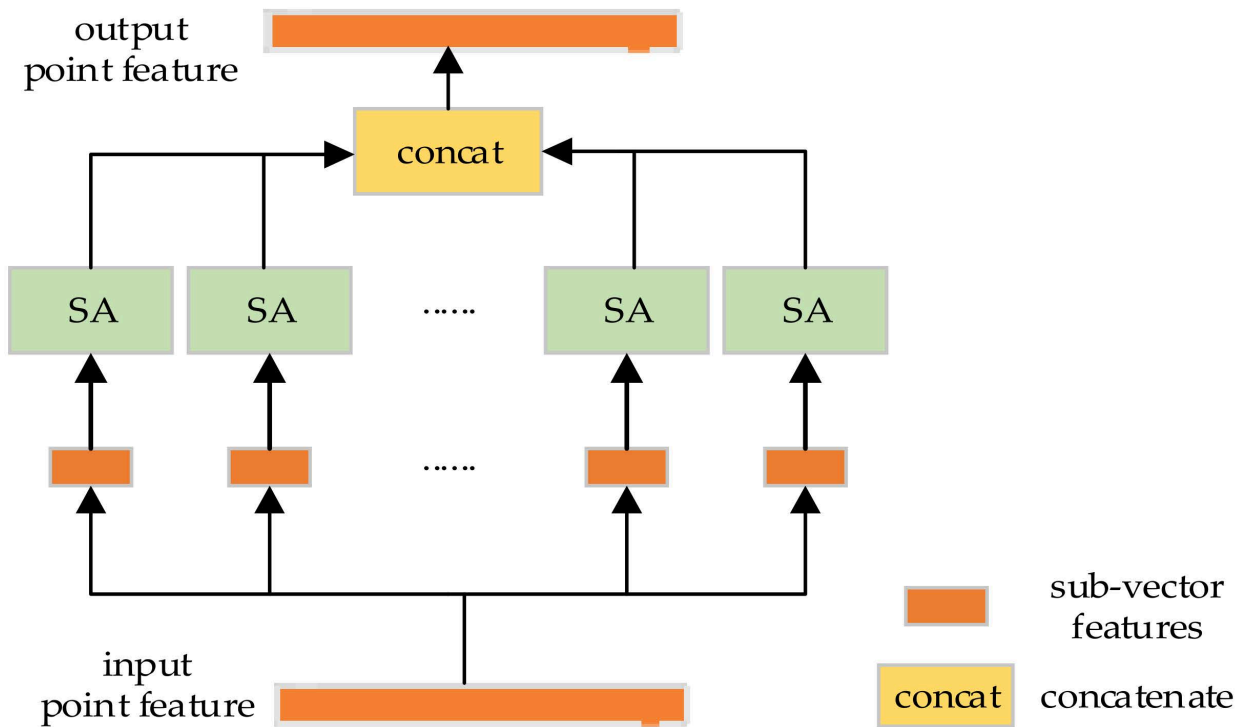 output
point feature
concat
SA SA ...... SA SA
......
sub-vector
features
input
point feature
concat concatenate